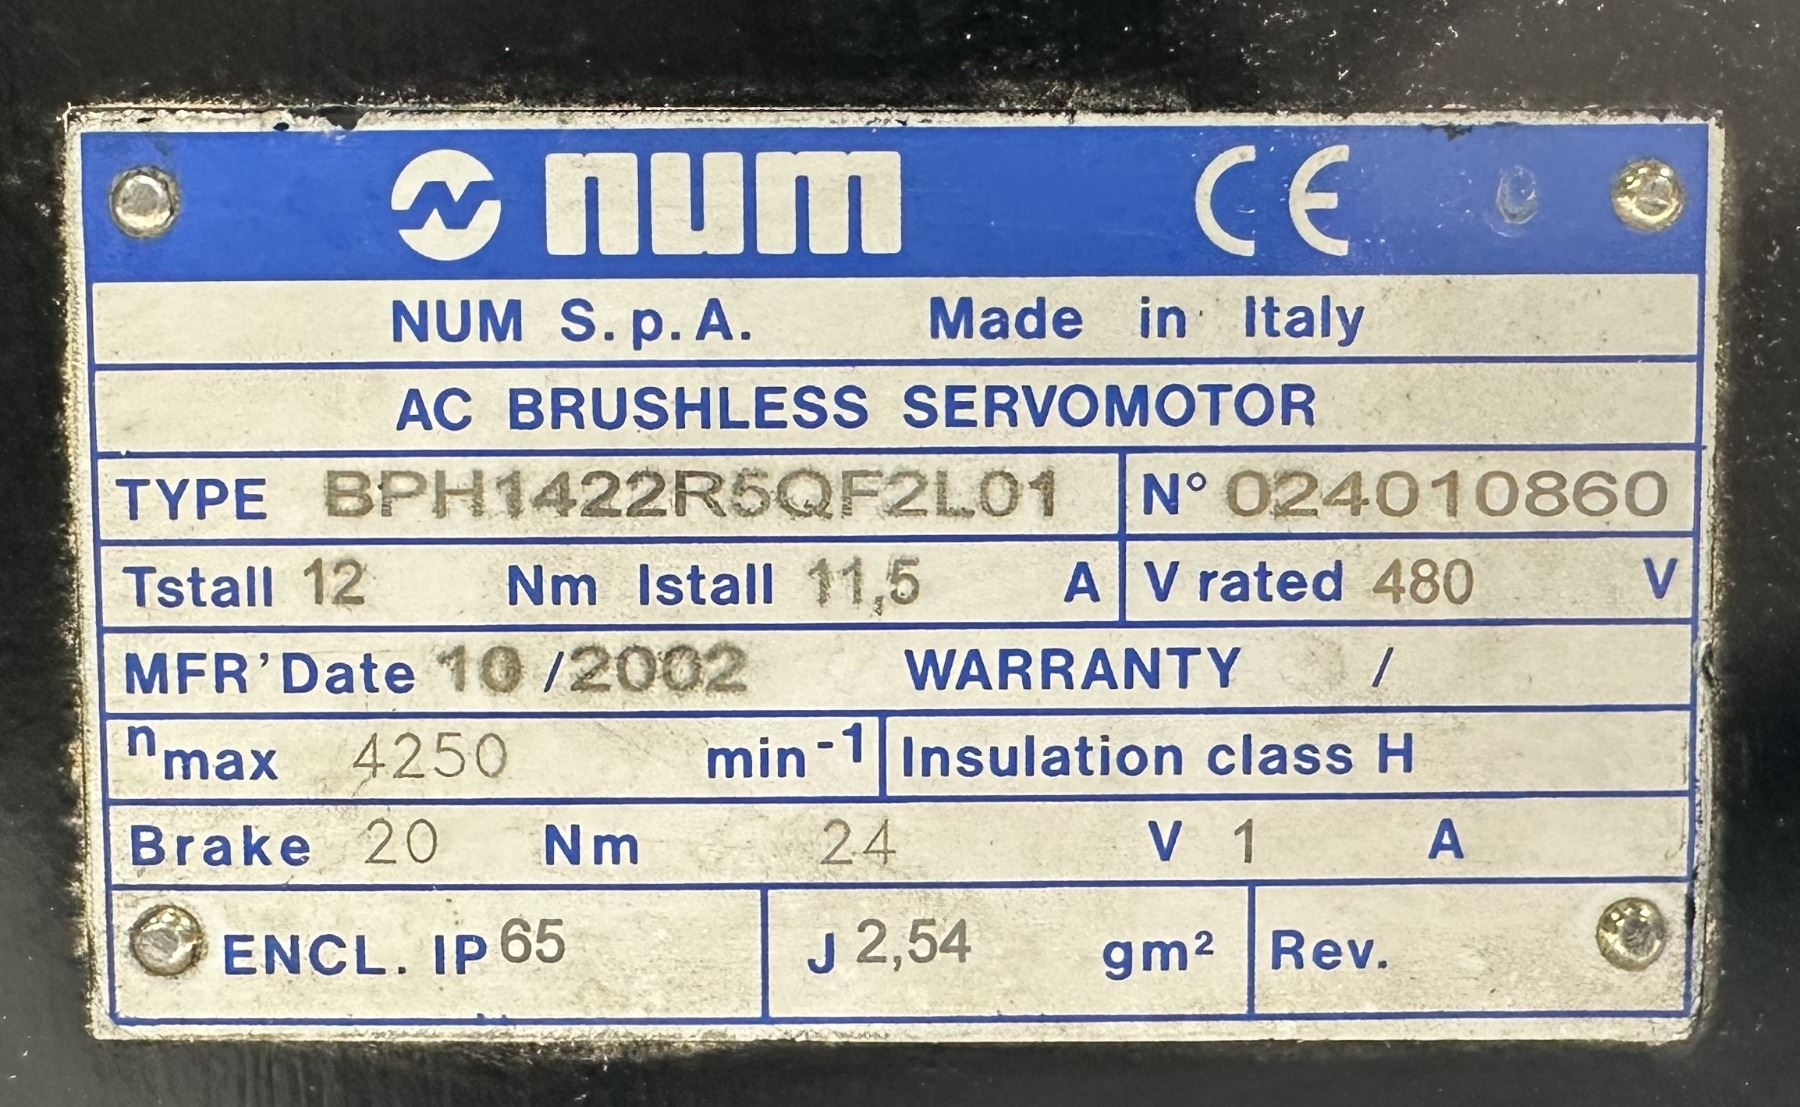 num CE
NUM S.p.A. Made in Italy
AC BRUSHLESS SERVOMOTOR
TYPE BPH1422R5QF2L01 N° 024010860
Tstall 12 Nm Istall 11,5 A V rated 480 V
MFR'Date 10 /2002 WARRANTY /
nmax 4250 min-1 Insulation class H
Brake 20 Nm 24 V 1 A
ENCL. IP 65 J 2,54 gm² Rev.